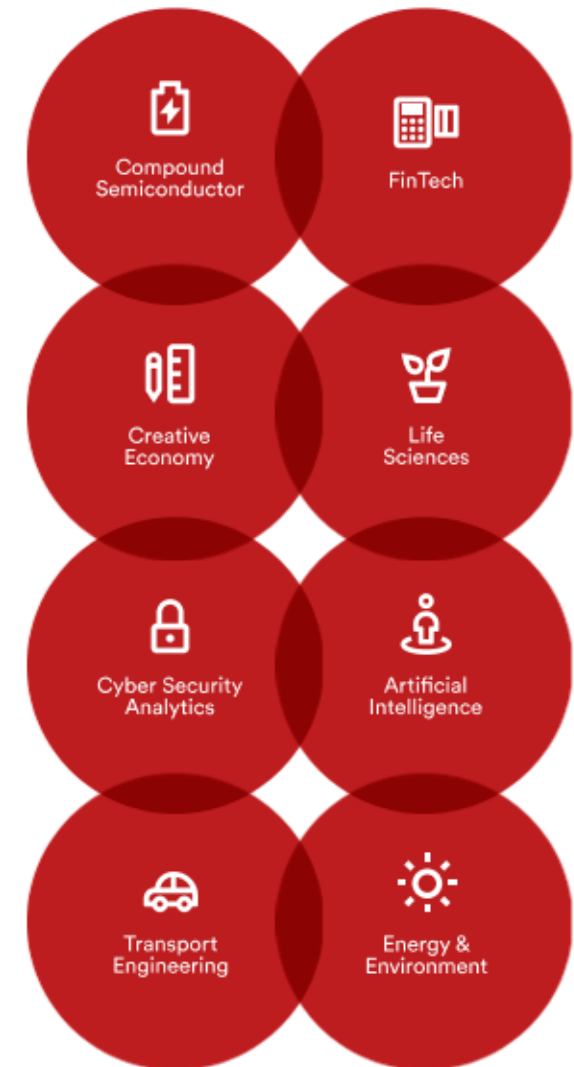 Compound
Semiconductor
FinTech
Creative
Economy
Life
Sciences
Cyber Security
Analytics
Artificial
Intelligence
Transport
Engineering
Energy &
Environment